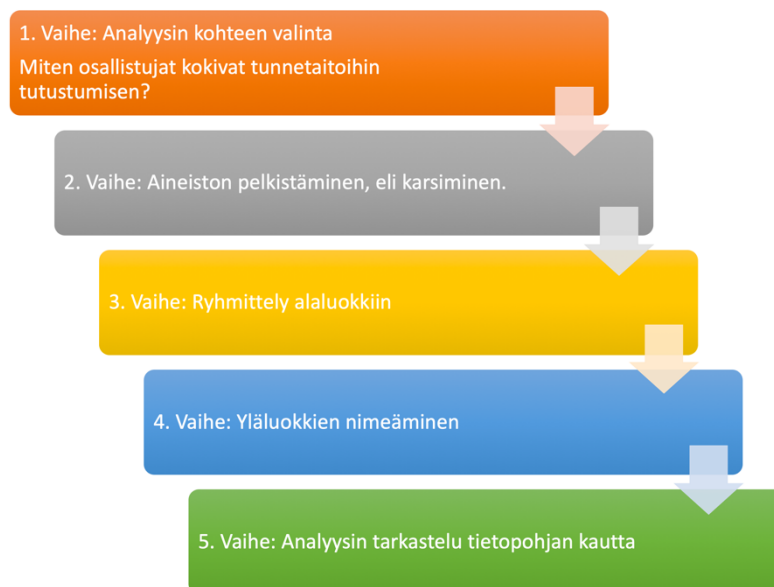 1. Vaihe: Analyysin kohteen valinta
Miten osallistujat kokivat tunnetaitoihin
tutustumisen?
2. Vaihe: Aineiston pelkistäminen, eli karsiminen.
3. Vaihe: Ryhmittely alaluokkiin
4. Vaihe: Yläluokkien nimeäminen
5. Vaihe: Analyysin tarkastelu tietopohjan kautta